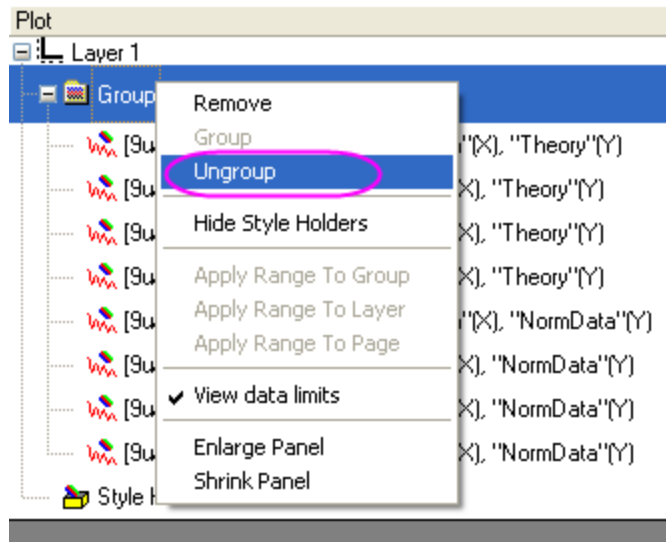 Plot
Layer 1
Group
Remove
Group
Ungroup
Hide Style Holders
Apply Range To Group
Apply Range To Layer
Apply Range To Page
View data limits
Enlarge Panel
Shrink Panel
[9u "(X), "Theory"(Y)
[9u X), "Theory"(Y)
[9u X), "Theory"(Y)
[9u X), "Theory"(Y)
[9u "(X), "NormData"(Y)
[9u X), "NormData"(Y)
[9u X), "NormData"(Y)
[9u X), "NormData"(Y)
Style